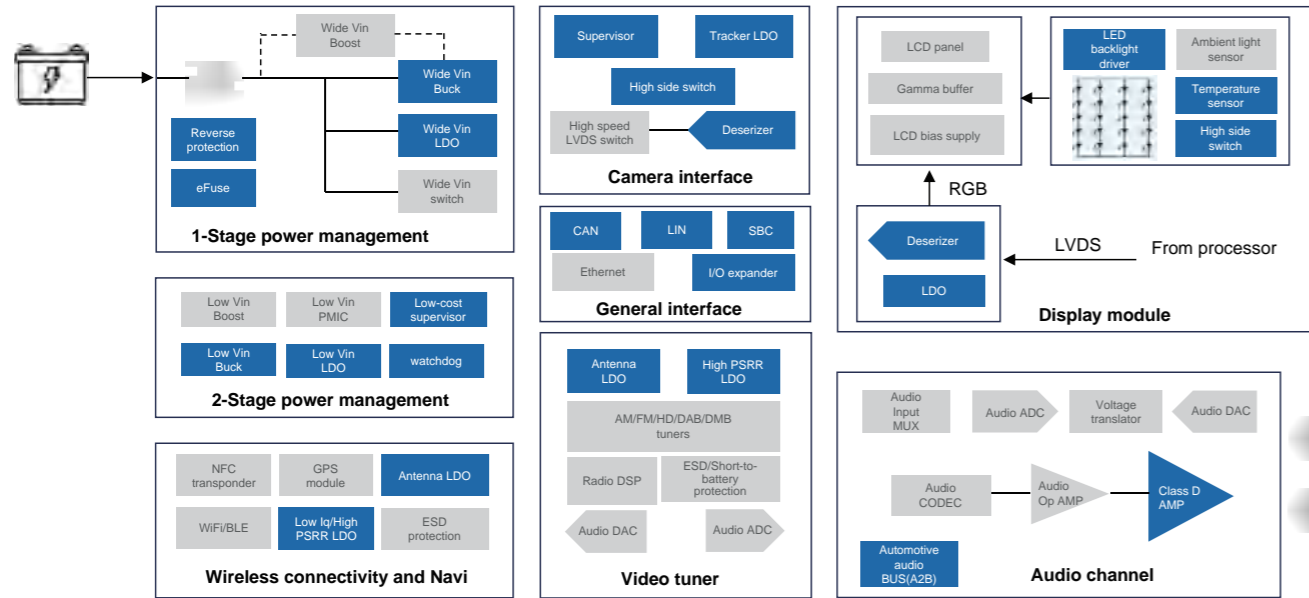 Wide Vin
Boost
Wide Vin
Buck
Reverse
protection
Wide Vin
LDO
eFuse
Wide Vin
switch
1-Stage power management
Low Vin
Boost
Low Vin
PMIC
Low-cost
supervisor
Low Vin
Buck
Low Vin
LDO
watchdog
2-Stage power management
NFC
transponder
GPS
module
Antenna LDO
WiFi/BLE
Low Iq/High
PSRR LDO
ESD
protection
Wireless connectivity and Navi
Supervisor
Tracker LDO
High side switch
High speed
LVDS switch
Deserizer
Camera interface
CAN
LIN
SBC
Ethernet
I/O expander
General interface
Antenna
LDO
High PSRR
LDO
AM/FM/HD/DAB/DMB
tuners
Radio DSP
ESD/Short-to-
battery
protection
Audio DAC
Audio ADC
Video tuner
LCD panel
Gamma buffer
LCD bias supply
LED
backlight
driver
Ambient light
sensor
Temperature
sensor
High side
switch
RGB
Deserizer
LVDS
From processor
LDO
Display module
Audio
Input
MUX
Audio ADC
Voltage
translator
Audio DAC
Audio
CODEC
Audio
Op AMP
Class D
AMP
Automotive
audio
BUS(A2B)
Audio channel